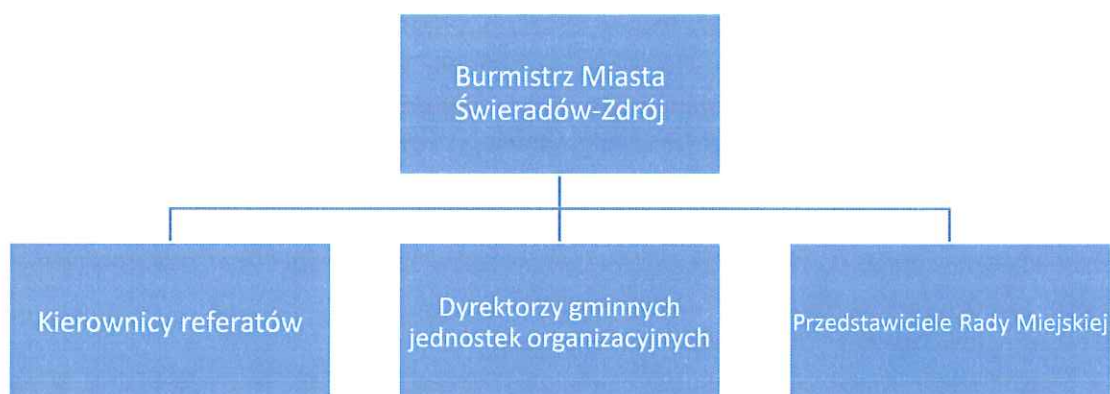 Burmistrz Miasta
Świeradów-Zdrój
Kierownicy referatów
Dyrektorzy gminnych
jednostek organizacyjnych
Przedstawiciele Rady Miejskiej